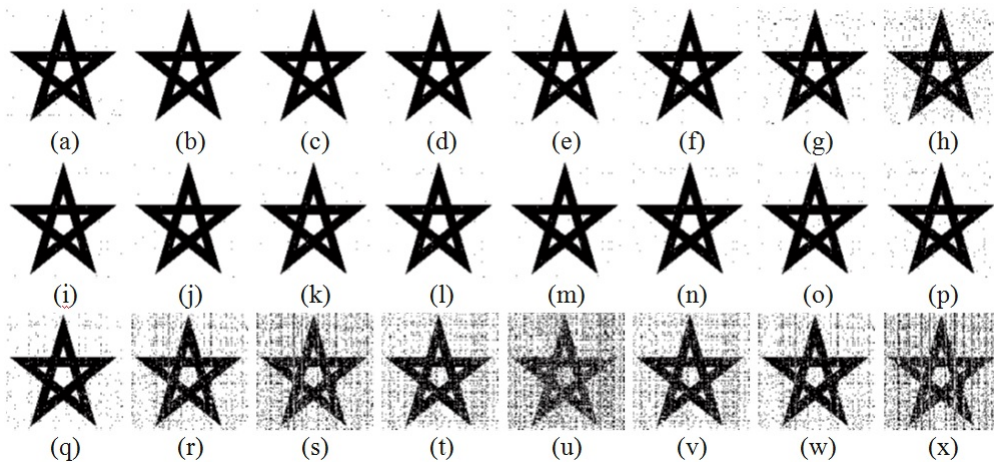 (a) (b) (c) (d) (e) (f) (g) (h)
(i) (j) (k) (l) (m) (n) (o) (p)
(q) (r) (s) (t) (u) (v) (w) (x)